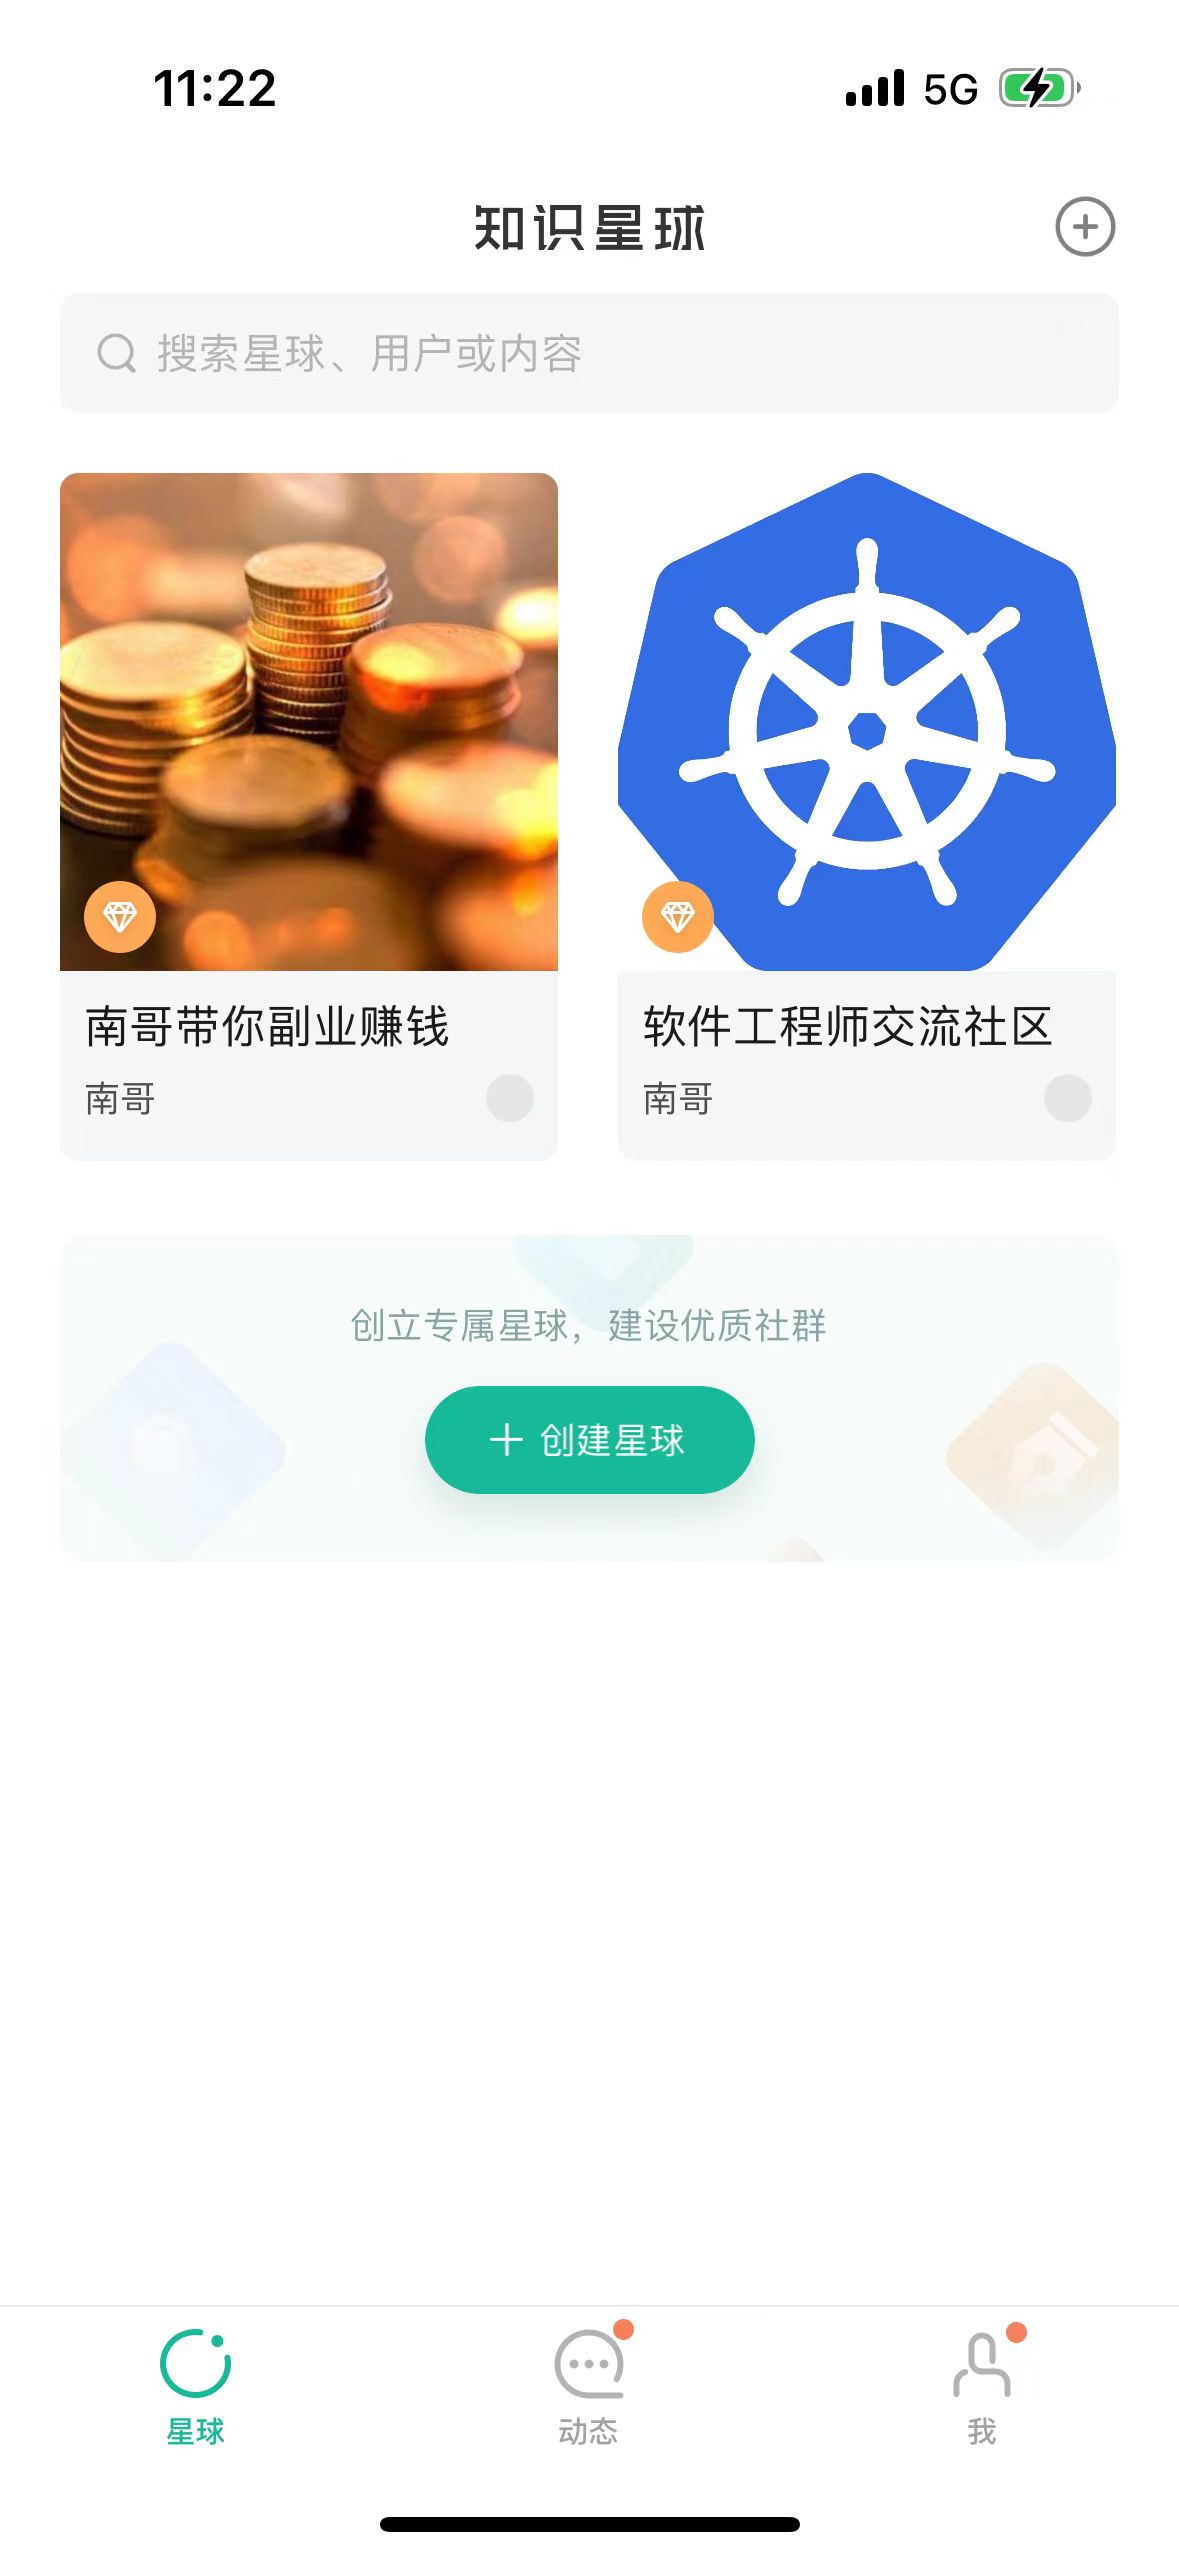 11:22
5G
知识星球
搜索星球、用户或内容
南哥带你副业赚钱
软件工程师交流社区
南哥
南哥
创立专属星球，建设优质社群
创建星球
星球
动态
我